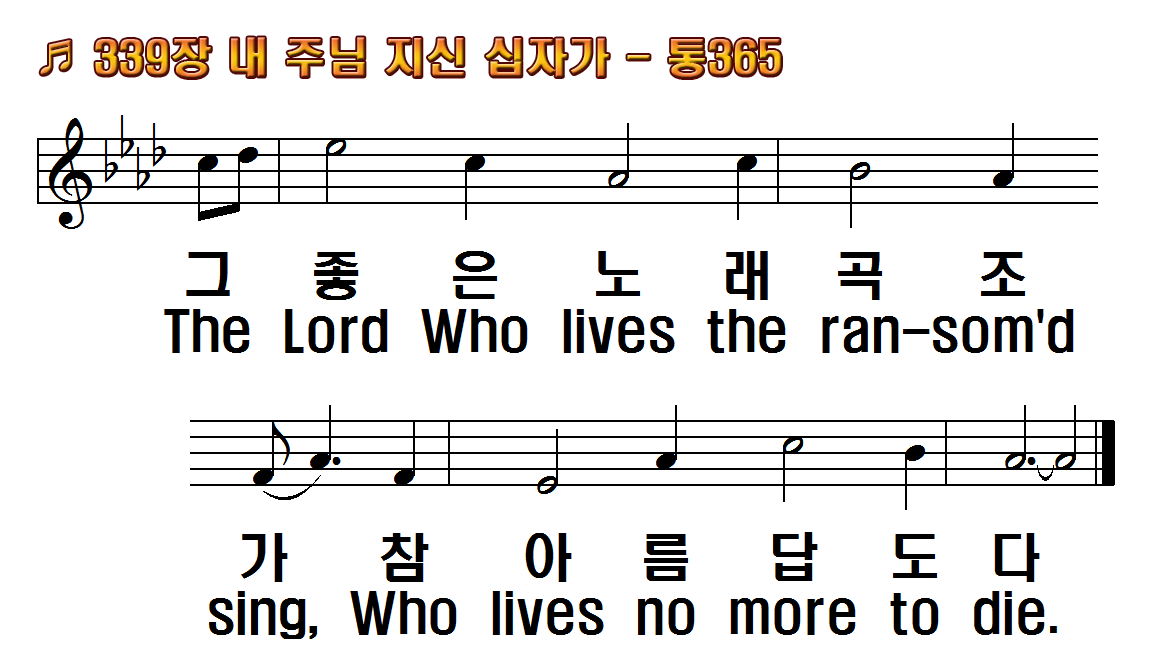 ♬ 339장 내 주님 지신 십자가 - 통365
그 좋 은 노 래 곡 조
The Lord Who lives the ran-som'd
가 참 아 름 답 도 다
sing, Who lives no more to die.